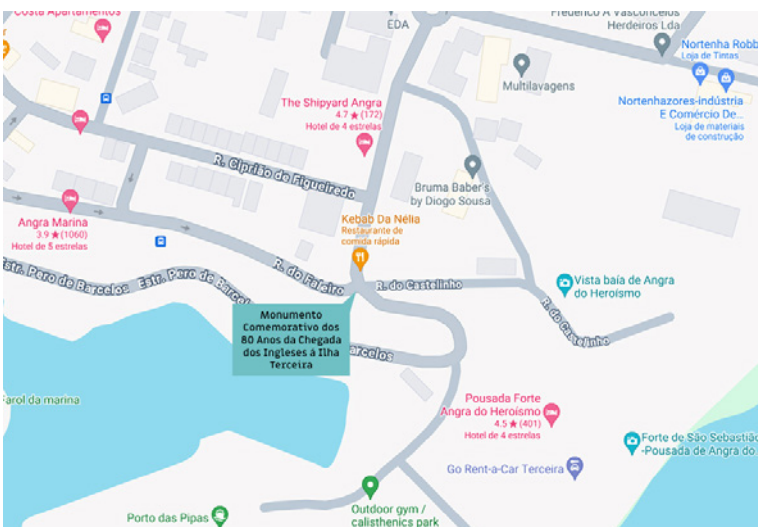 Costa Apartamentos
EDA
Frederico A Vasconcelos
Herdeiros Lda
Nortenha Robb
Loja de Tintas
Multilavagens
The Shipyard Angra
4.7 ★ (172)
Hotel de 4 estrelas
Nortenhazores-indústria
E Comércio De...
Loja de materiais
de construção
R. Ciprião de Figueiredo
Bruma Baber's
by Diogo Sousa
Angra Marina
3.9 ★ (1060)
Hotel de 5 estrelas
Kebab Da Nélia
Restaurante de
comida rápida
Estr. Pero de Barcelos
Estr. Pero de Bar
R. do Faleiro
R. do Castelinho
Vista baía de Angra
do Heroísmo
R. do Castelinho
Monumento
Comemorativo dos
80 Anos da Chegada
dos Ingleses à Ilha
Terceira
arcelos
Farol da marina
Pousada Forte
Angra do Heroísmo
4.5 ★ (401)
Hotel de 4 estrelas
Forte de São Sebastião
-Pousada de Angra do
Go Rent-a-Car Terceira
Porto das Pipas
Outdoor gym /
calisthenics park